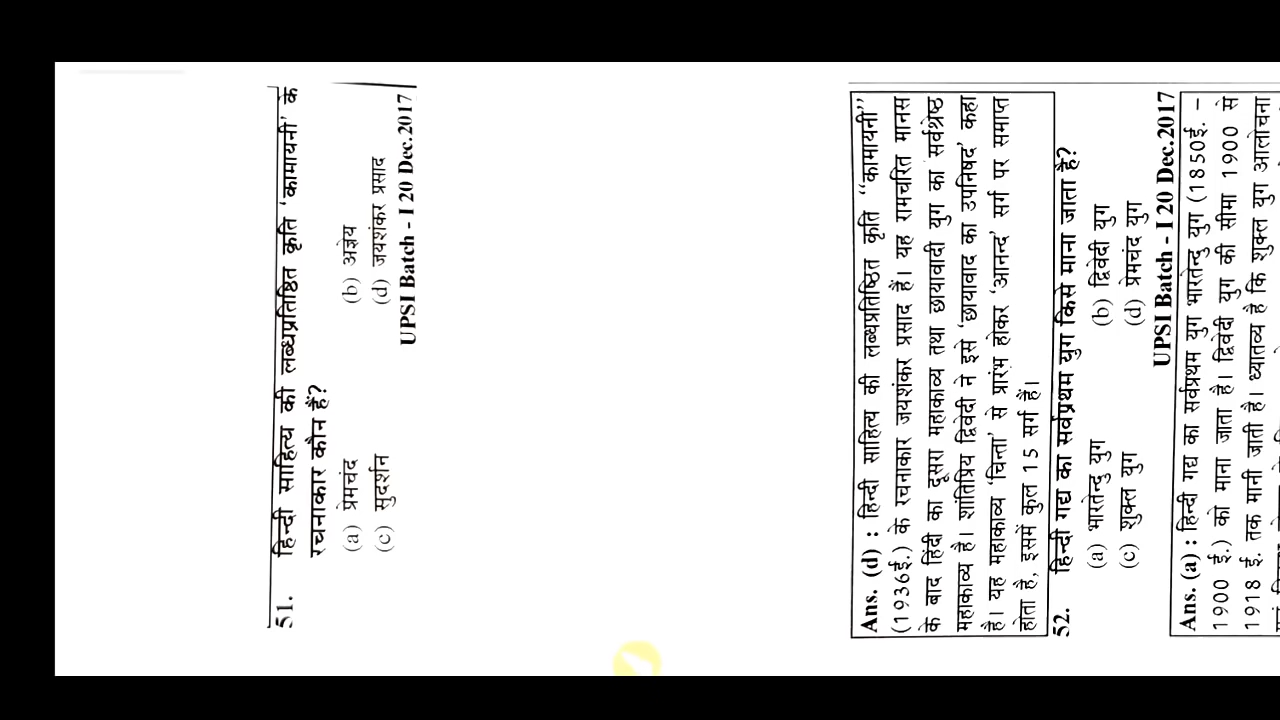 51. हिन्दी साहित्य की लब्धप्रतिष्ठित कृति 'कामायनी' के
रचनाकार कौन हैं?
(a) प्रेमचंद (b) अज्ञेय
(c) सुदर्शन (d) जयशंकर प्रसाद
UPSI Batch - I 20 Dec.2017
Ans. (d) : हिन्दी साहित्य की लब्धप्रतिष्ठित कृति ''कामायनी''
(1936ई.) के रचनाकार जयशंकर प्रसाद हैं। यह रामचरित मानस
के बाद हिंदी का दूसरा महाकाव्य तथा छायावादी युग का सर्वश्रेष्ठ
महाकाव्य है। शांतिप्रिय द्विवेदी ने इसे 'छायावाद का उपनिषद' कहा
है। यह महाकाव्य 'चिन्ता' से प्रारंभ होकर 'आनन्द' सर्ग पर समाप्त
होता है, इसमें कुल 15 सर्ग हैं।
52. हिन्दी गद्य का सर्वप्रथम युग किसे माना जाता है?
(a) भारतेन्दु युग (b) द्विवेदी युग
(c) शुक्ल युग (d) प्रेमचंद युग
UPSI Batch - I 20 Dec.2017
Ans. (a) : हिन्दी गद्य का सर्वप्रथम युग भारतेन्दु युग (1850ई. –
1900 ई.) को माना जाता है। द्विवेदी युग की सीमा 1900 से
1918 ई. तक मानी जाती है। ध्यातव्य है कि शुक्ल युग आलोचना